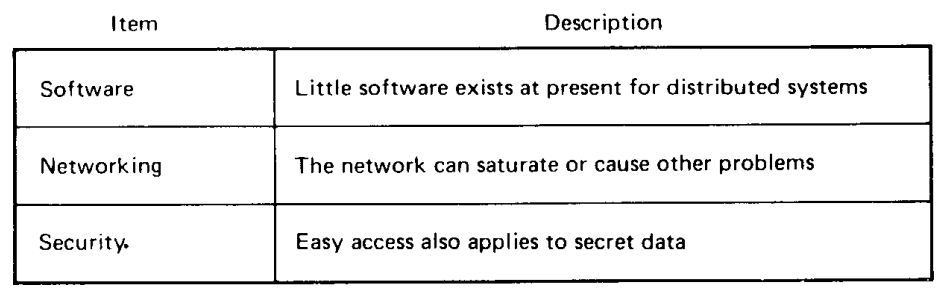 Item Description
Software Little software exists at present for distributed systems
Networking The network can saturate or cause other problems
Security. Easy access also applies to secret data